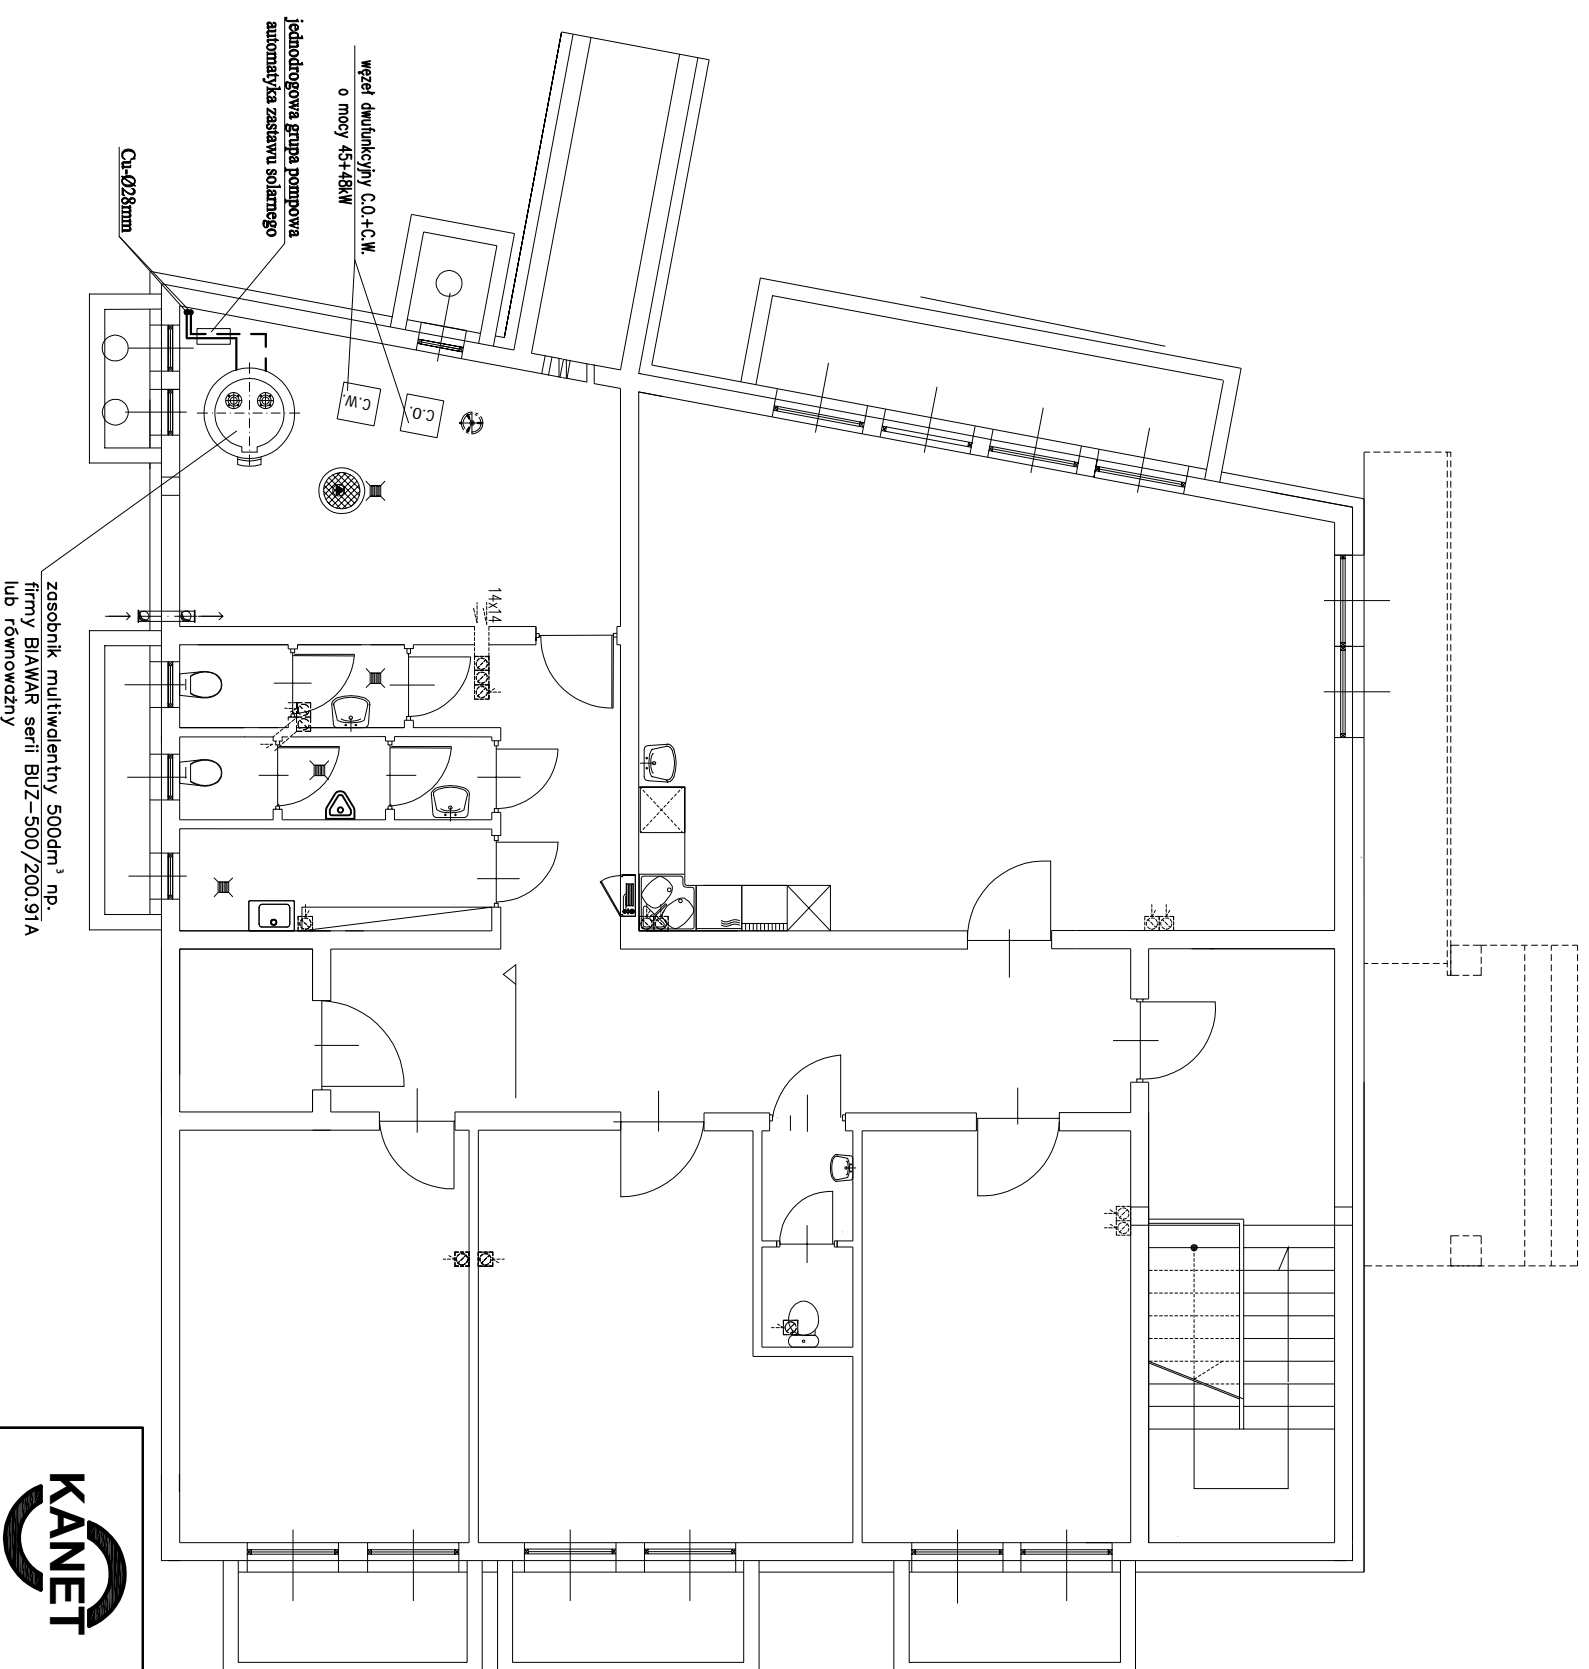 jednodrogowa grupa pompowa
automatyka zastawu solarnego
węzeł dwufunkcyjny C.O.+C.W.
o mocy 45+48kW
Cu-Ø28mm
C.W.
C.O.
14x14
zasobnik multiwalentny 500dm³ np.
firmy BIAWAR serii BUZ-500/200.91A
lub równoważny
KANET